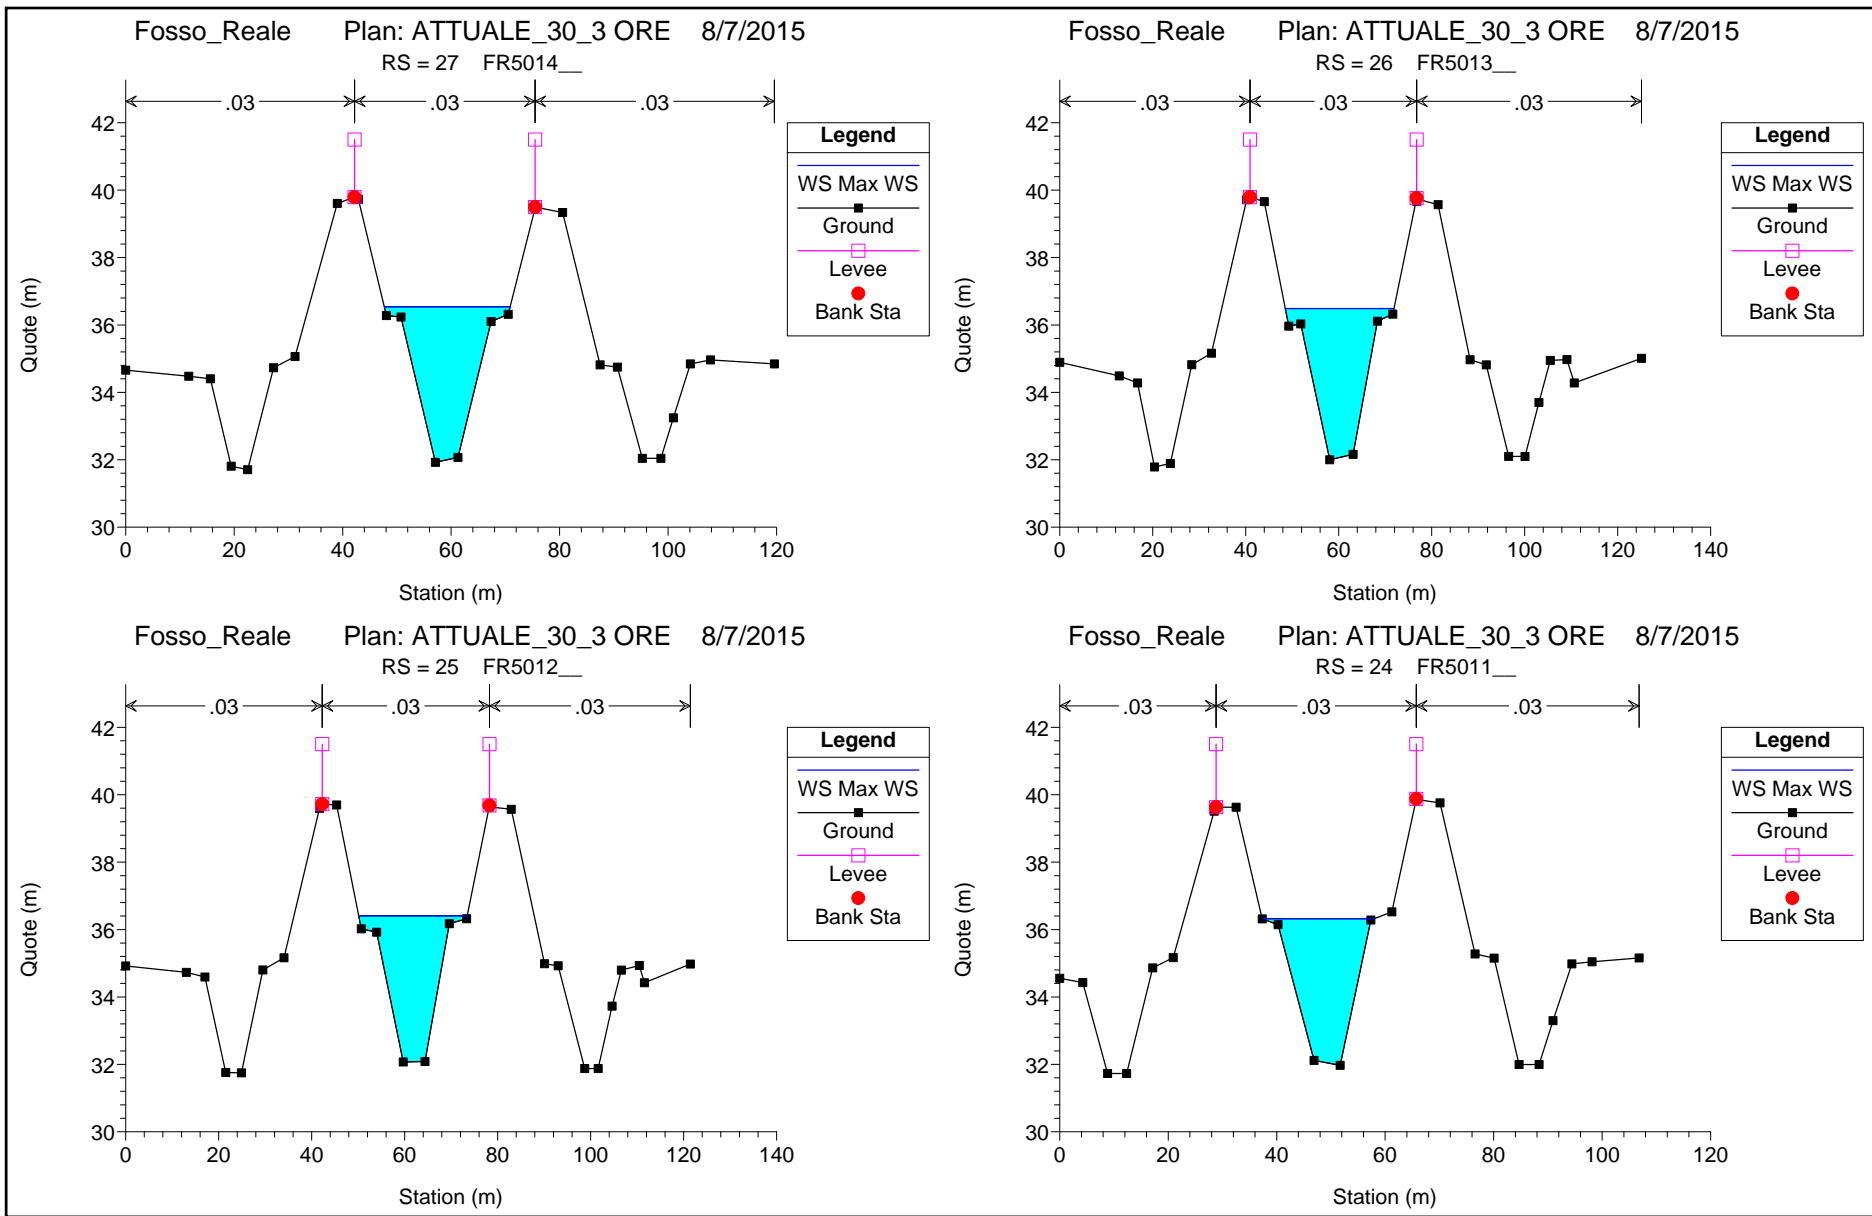 Fosso_Reale Plan: ATTUALE_30_3 ORE 8/7/2015
RS = 27 FR5014__
.03 .03 .03
42
40
38
36
34
32
30
Quote (m)
0 20 40 60 80 100 120
Station (m)
Legend
WS Max WS
Ground
Levee
Bank Sta
Fosso_Reale Plan: ATTUALE_30_3 ORE 8/7/2015
RS = 26 FR5013__
.03 .03 .03
42
40
38
36
34
32
30
Quote (m)
0 20 40 60 80 100 120 140
Station (m)
Legend
WS Max WS
Ground
Levee
Bank Sta
Fosso_Reale Plan: ATTUALE_30_3 ORE 8/7/2015
RS = 25 FR5012__
.03 .03 .03
42
40
38
36
34
32
30
Quote (m)
0 20 40 60 80 100 120 140
Station (m)
Legend
WS Max WS
Ground
Levee
Bank Sta
Fosso_Reale Plan: ATTUALE_30_3 ORE 8/7/2015
RS = 24 FR5011__
.03 .03 .03
42
40
38
36
34
32
30
Quote (m)
0 20 40 60 80 100 120
Station (m)
Legend
WS Max WS
Ground
Levee
Bank Sta